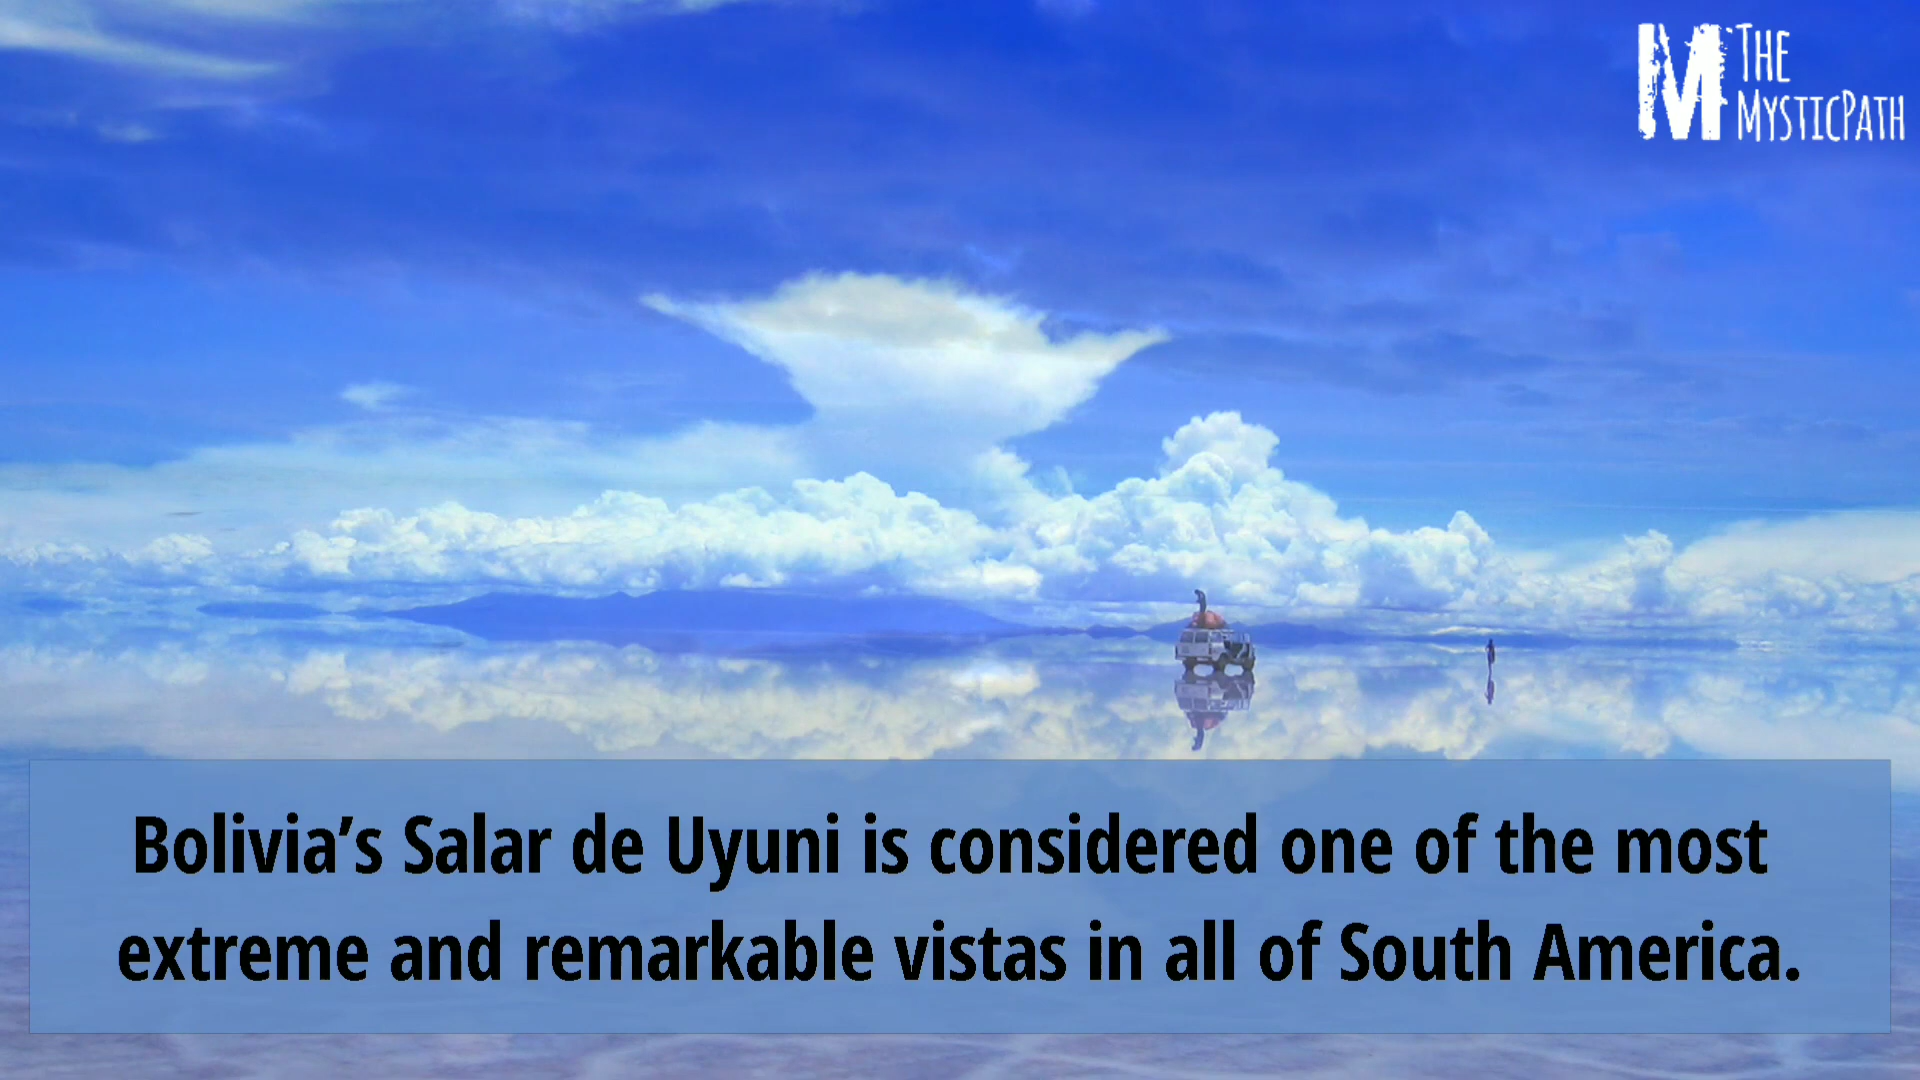 M THE
MYSTICPATH
Bolivia’s Salar de Uyuni is considered one of the most
extreme and remarkable vistas in all of South America.